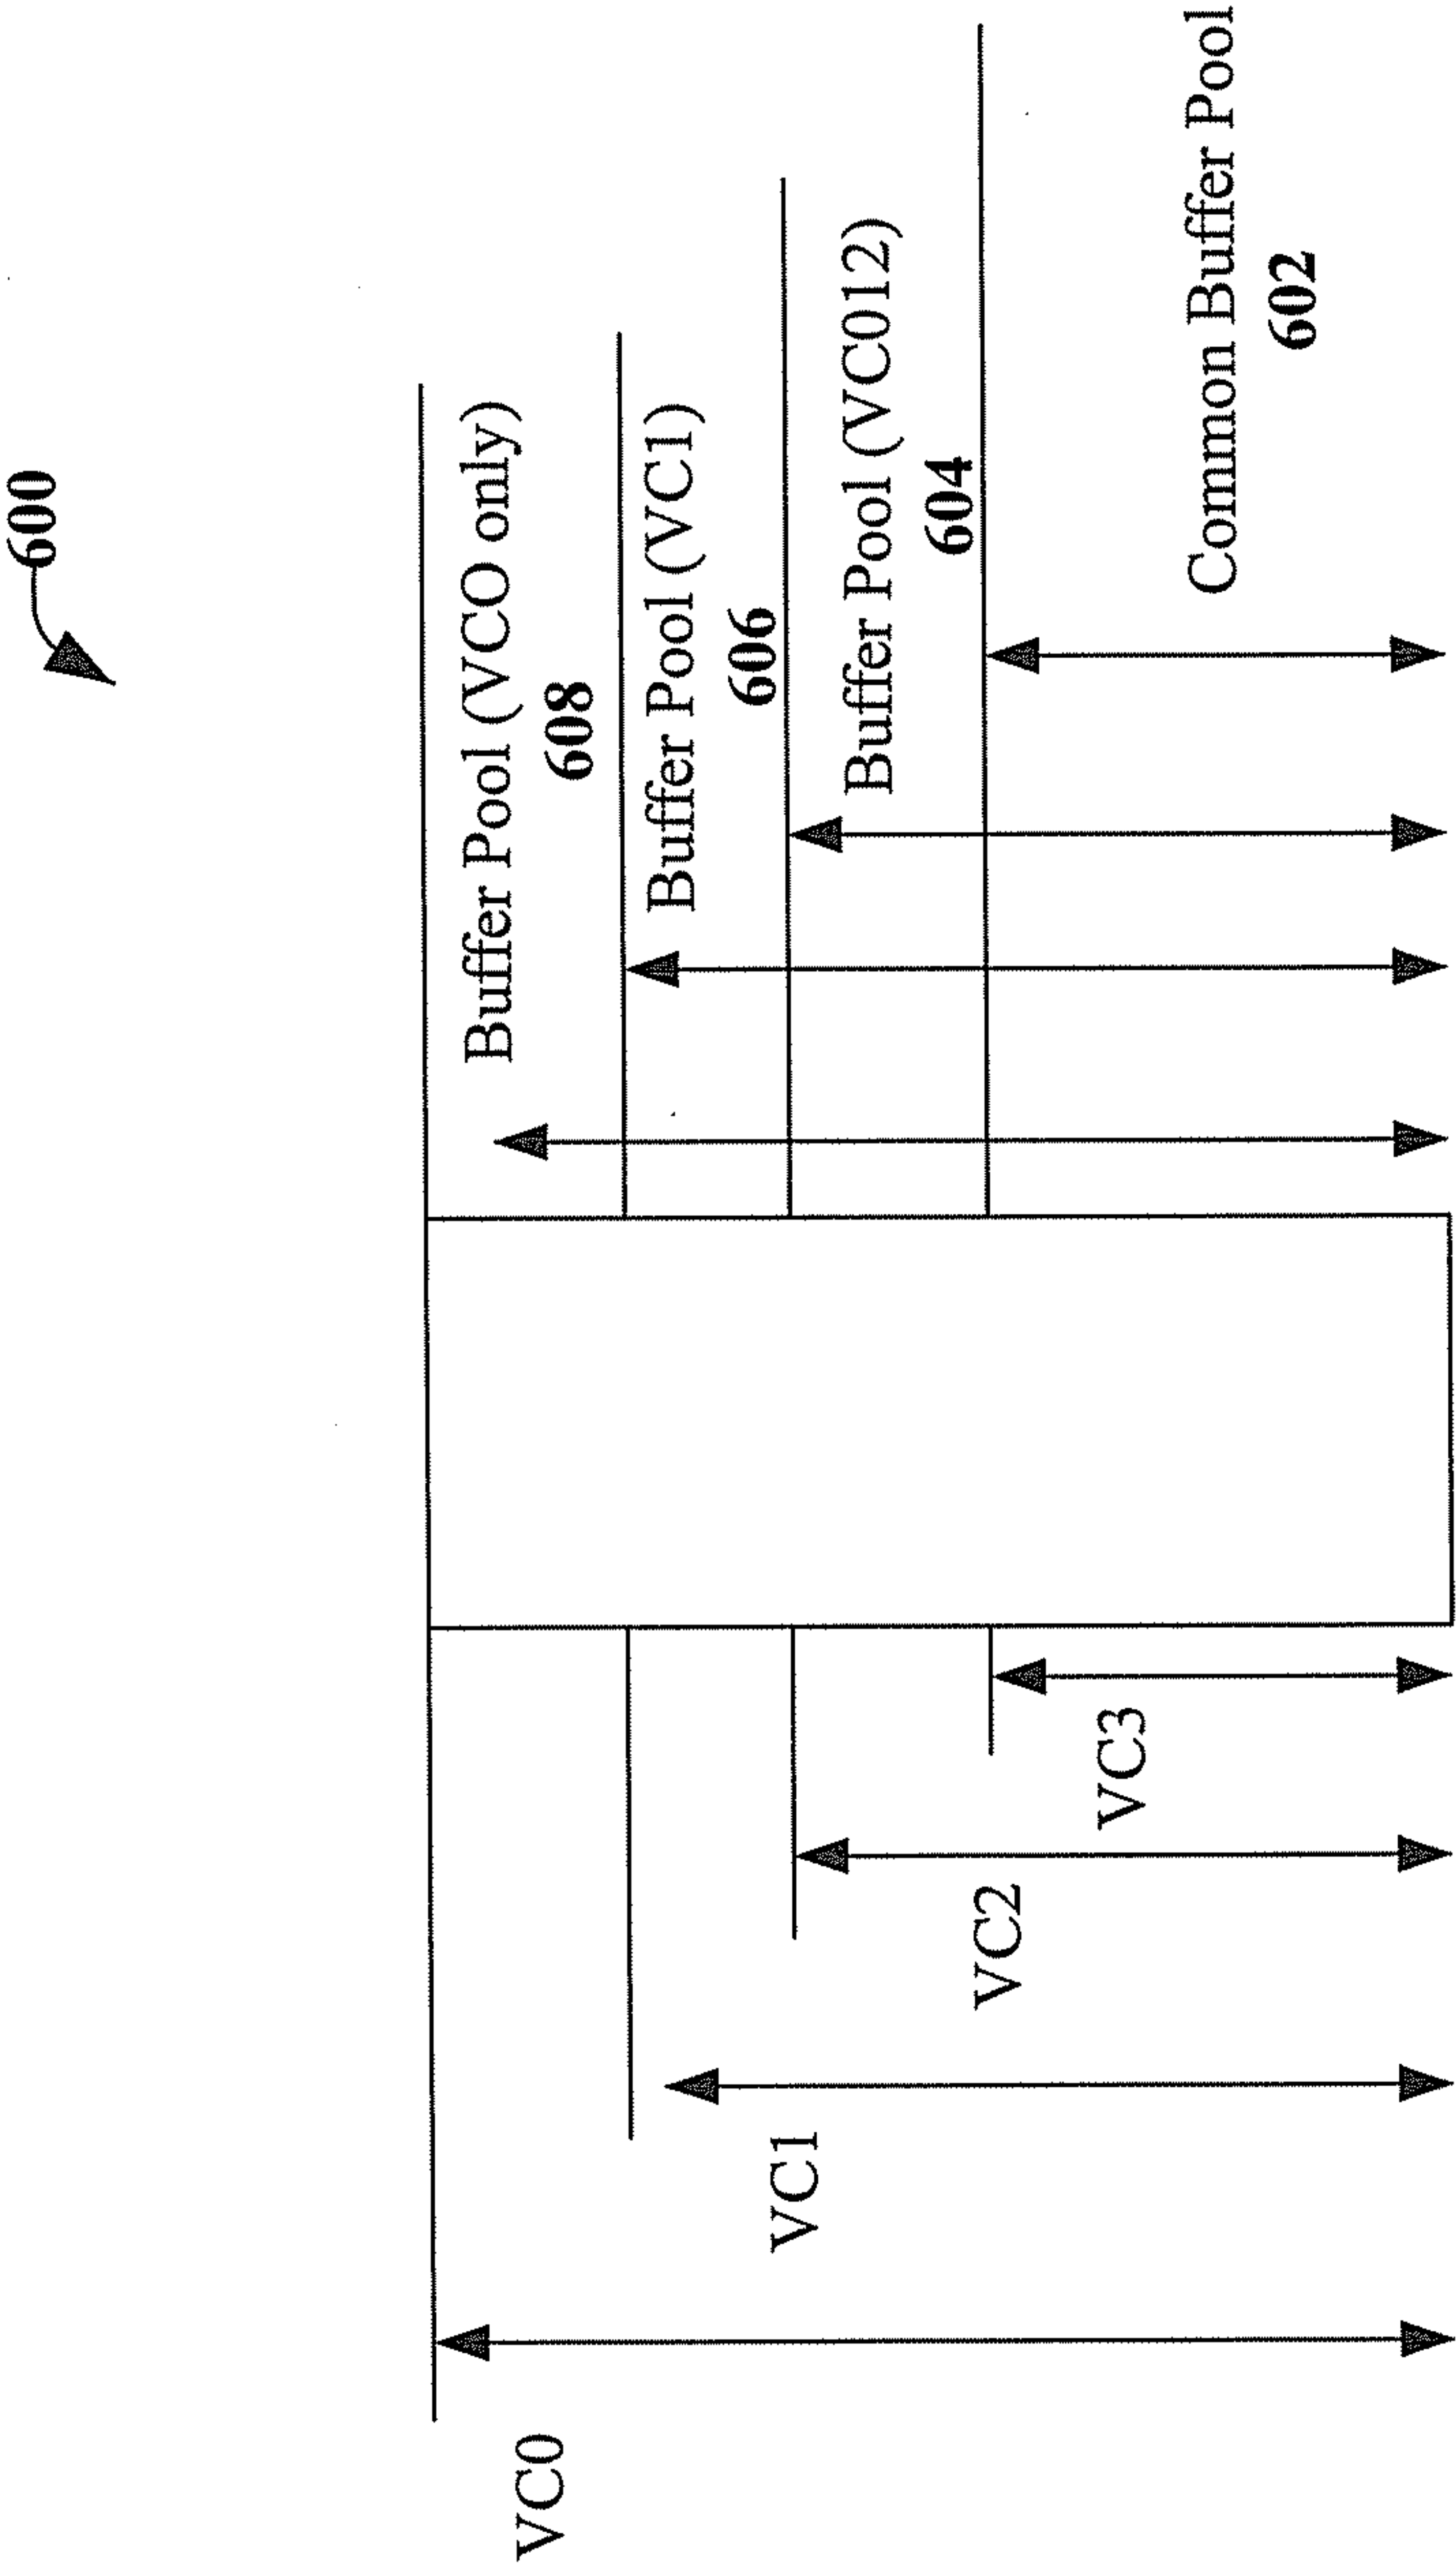 600
Buffer Pool (VCO only)
608
Buffer Pool (VC1)
606
Buffer Pool (VC012)
604
Common Buffer Pool
602
VC0
VC1
VC2
VC3